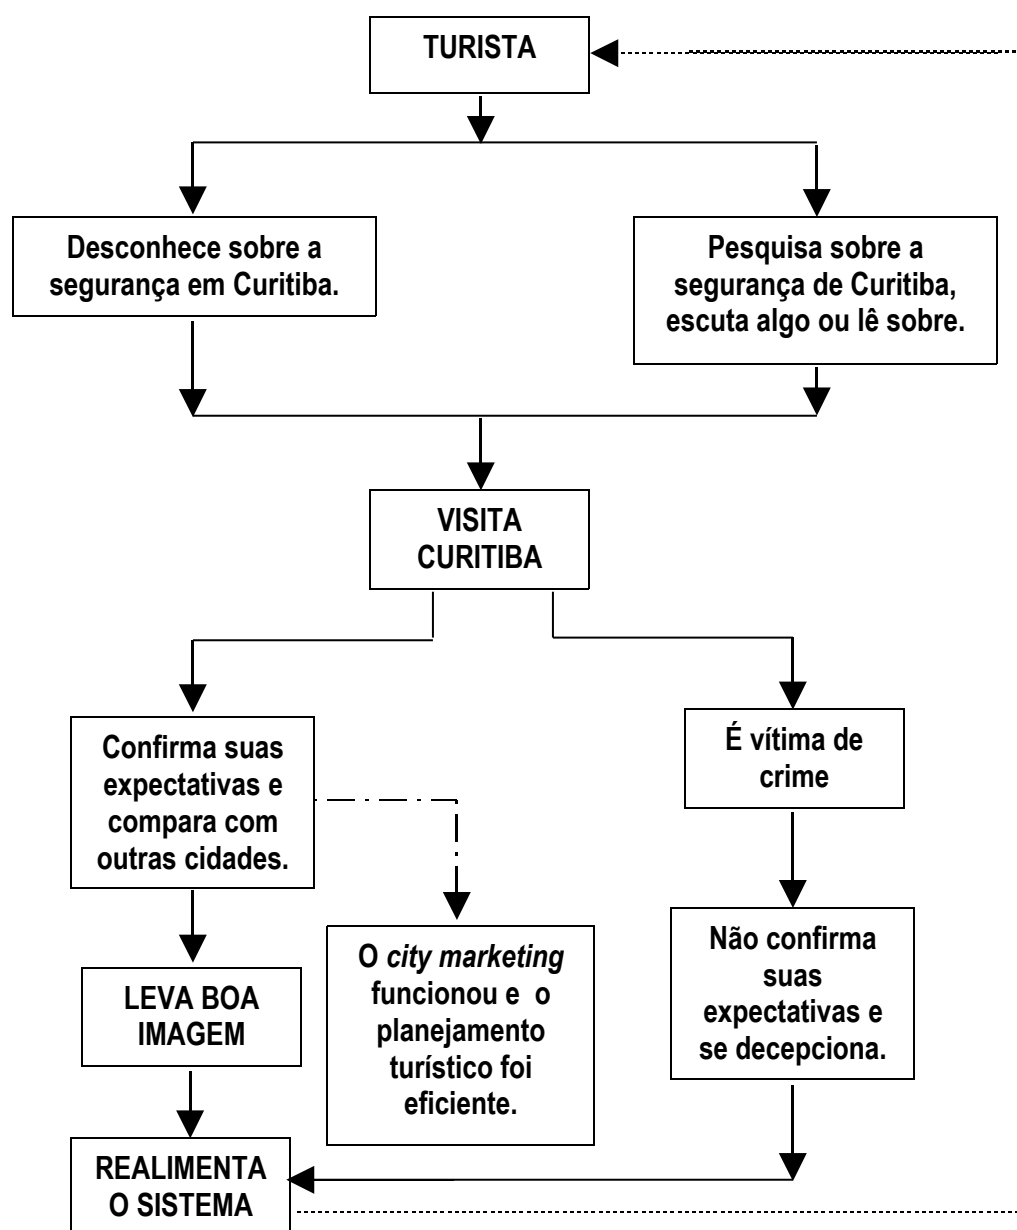 TURISTA
Desconhece sobre a
segurança em Curitiba.
Pesquisa sobre a
segurança de Curitiba,
escuta algo ou lê sobre.
VISITA
CURITIBA
Confirma suas
expectativas e
compara com
outras cidades.
É vítima de
crime
O city marketing
funcionou e o
planejamento
turístico foi
eficiente.
Não confirma
suas
expectativas e
se decepciona.
LEVA BOA
IMAGEM
REALIMENTA
O SISTEMA